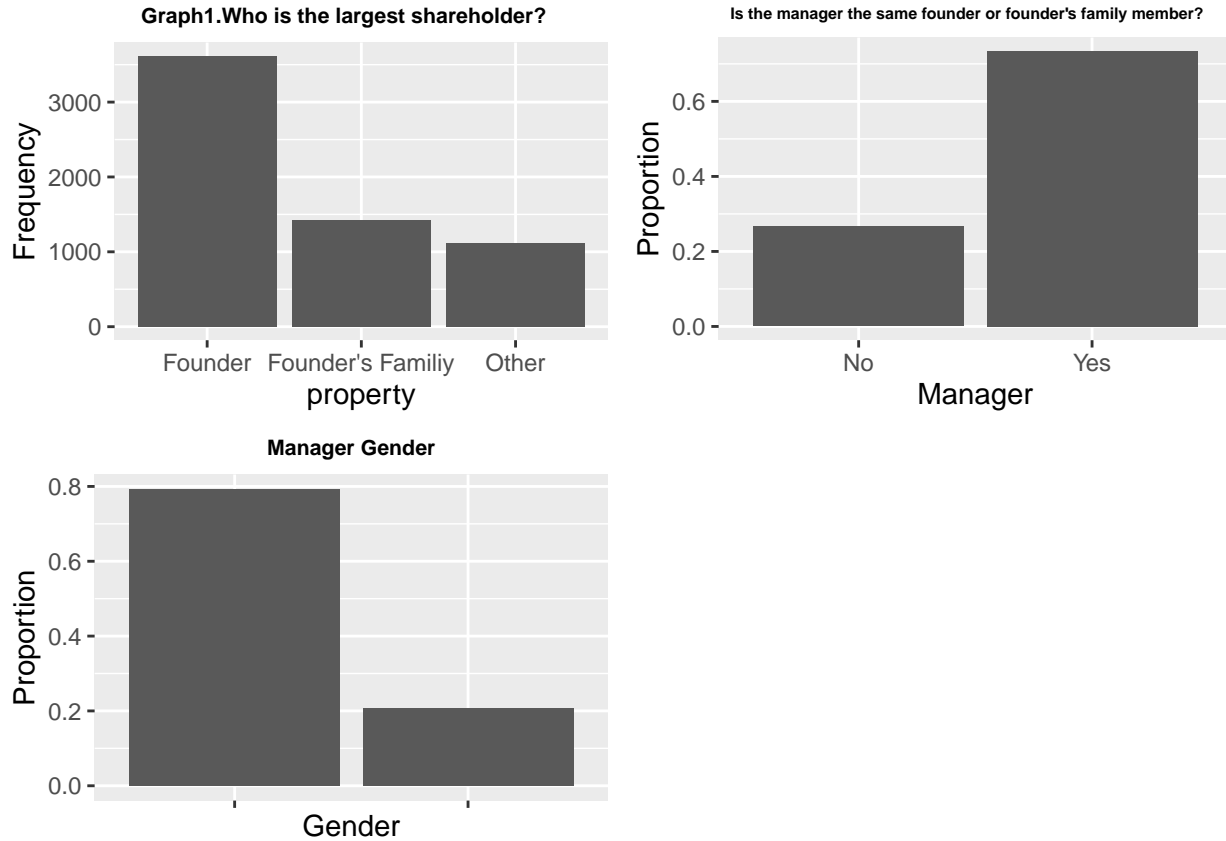 Graph1.Who is the largest shareholder?
Frequency
3000
2000
1000
0
Founder
Founder's Familiy
Other
property
Is the manager the same founder or founder's family member?
Proportion
0.6
0.4
0.2
0.0
No
Yes
Manager
Manager Gender
Proportion
0.8
0.6
0.4
0.2
0.0
Gender